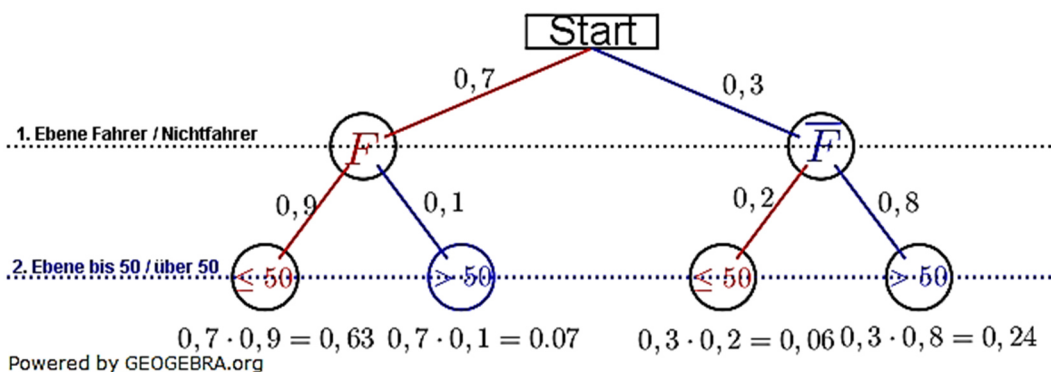 Start
0,7
0,3
1. Ebene Fahrer / Nichtfahrer
F
F̅
0,9
0,1
0,2
0,8
2. Ebene bis 50 / über 50
≤ 50
> 50
≤ 50
> 50
0,7 · 0,9 = 0,63 0,7 · 0,1 = 0.07 0,3 · 0,2 = 0,06 0,3 · 0,8 = 0,24
Powered by GEOGEBRA.org